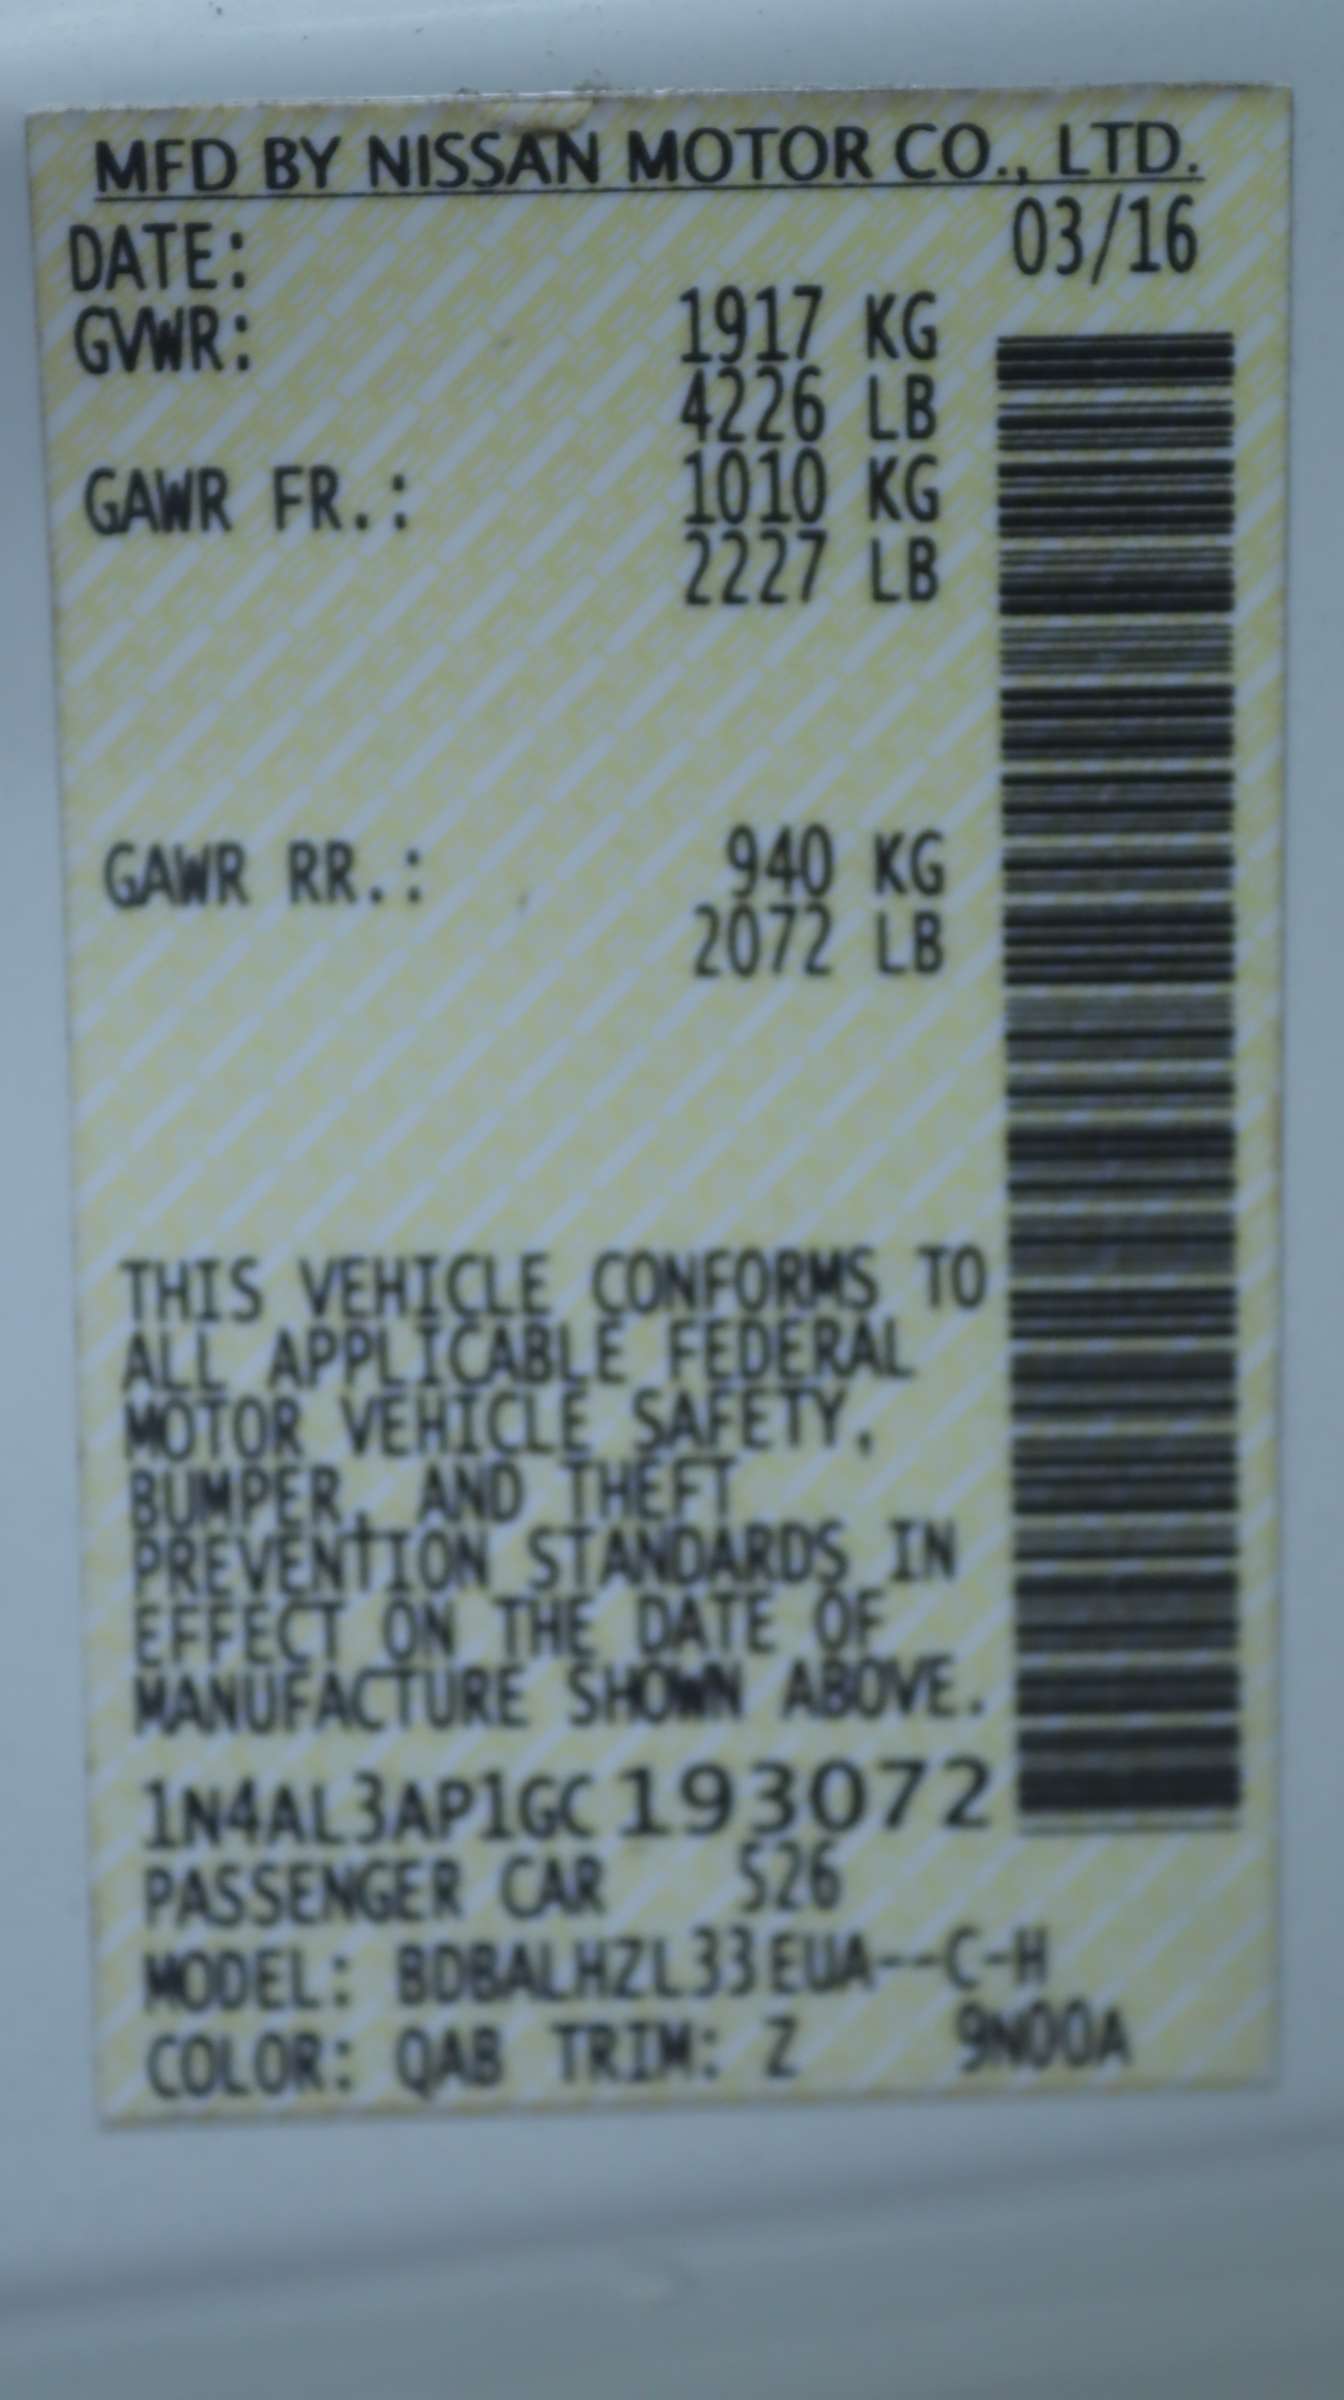 MFD BY NISSAN MOTOR CO., LTD.
DATE: 03/16
GVWR: 1917 KG
4226 LB
GAWR FR.: 1010 KG
2227 LB
GAWR RR.: 940 KG
2072 LB
THIS VEHICLE CONFORMS TO
ALL APPLICABLE FEDERAL
MOTOR VEHICLE SAFETY,
BUMPER, AND THEFT
PREVENTION STANDARDS IN
EFFECT ON THE DATE OF
MANUFACTURE SHOWN ABOVE.
1N4AL3AP1GC193072
PASSENGER CAR 526
MODEL: BDBALHZL33EUA--C-H
COLOR: QAB TRIM: Z 9N00A